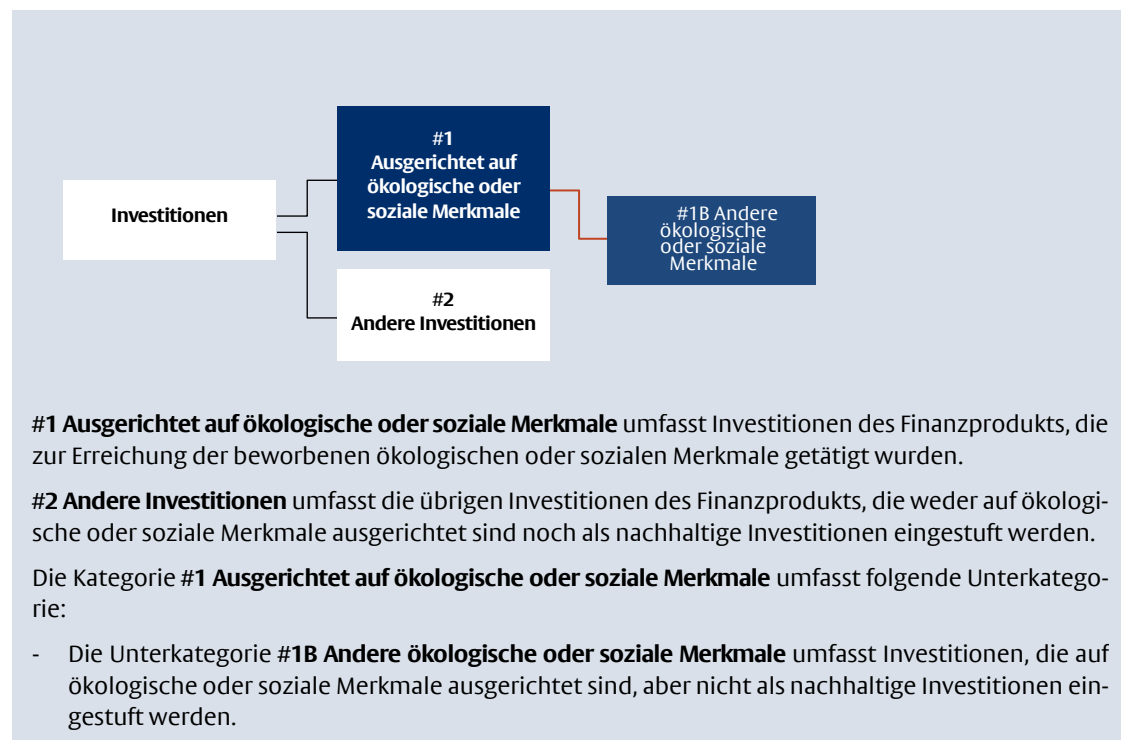 #1
Ausgerichtet auf
ökologische oder
soziale Merkmale
Investitionen
#1B Andere
ökologische
oder soziale
Merkmale
#2
Andere Investitionen
#1 Ausgerichtet auf ökologische oder soziale Merkmale umfasst Investitionen des Finanzprodukts, die
zur Erreichung der beworbenen ökologischen oder sozialen Merkmale getätigt wurden.
#2 Andere Investitionen umfasst die übrigen Investitionen des Finanzprodukts, die weder auf ökologi-
sche oder soziale Merkmale ausgerichtet sind noch als nachhaltige Investitionen eingestuft werden.
Die Kategorie #1 Ausgerichtet auf ökologische oder soziale Merkmale umfasst folgende Unterkatego-
rie:
- Die Unterkategorie #1B Andere ökologische oder soziale Merkmale umfasst Investitionen, die auf
ökologische oder soziale Merkmale ausgerichtet sind, aber nicht als nachhaltige Investitionen ein-
gestuft werden.